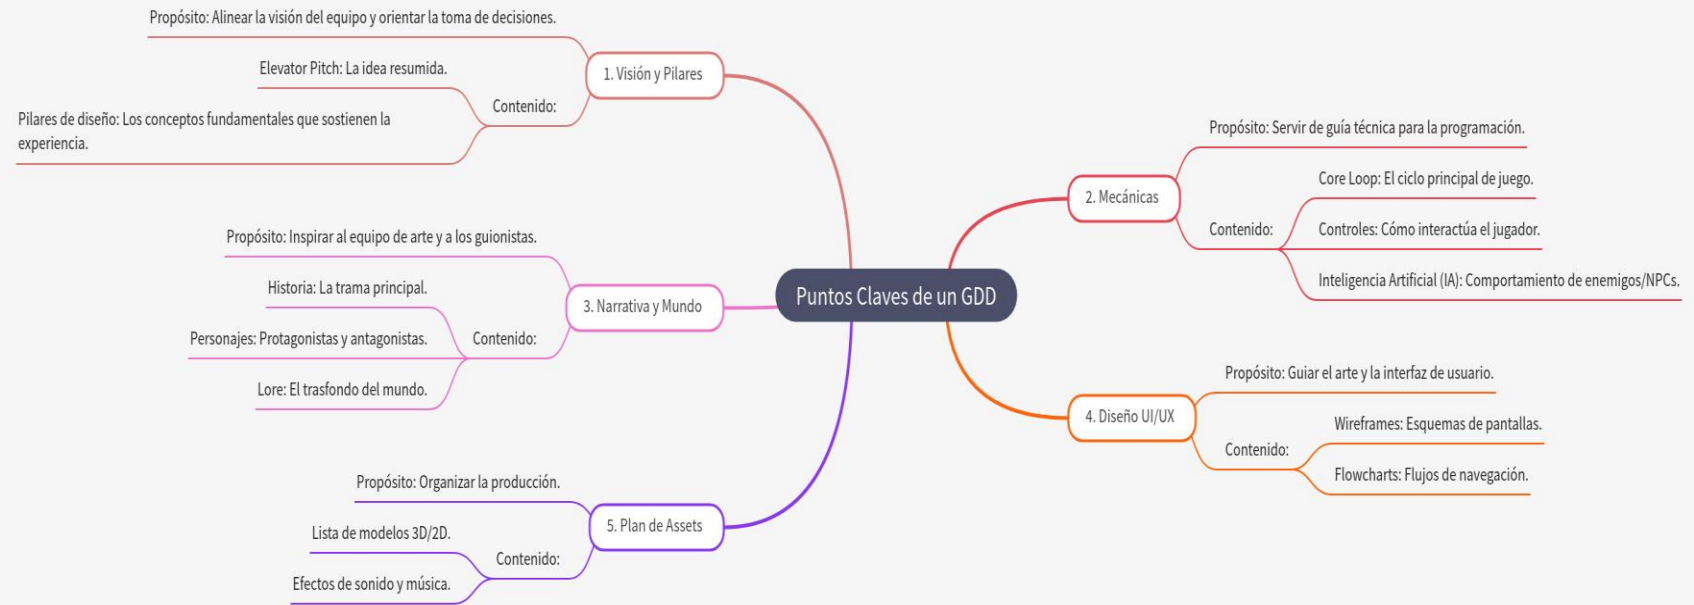 Puntos Claves de un GDD
1. Visión y Pilares
Propósito: Alinear la visión del equipo y orientar la toma de decisiones.
Contenido:
Elevator Pitch: La idea resumida.
Pilares de diseño: Los conceptos fundamentales que sostienen la
experiencia.
2. Mecánicas
Propósito: Servir de guía técnica para la programación.
Contenido:
Core Loop: El ciclo principal de juego.
Controles: Cómo interactúa el jugador.
Inteligencia Artificial (IA): Comportamiento de enemigos/NPCs.
3. Narrativa y Mundo
Propósito: Inspirar al equipo de arte y a los guionistas.
Contenido:
Historia: La trama principal.
Personajes: Protagonistas y antagonistas.
Lore: El trasfondo del mundo.
4. Diseño UI/UX
Propósito: Guiar el arte y la interfaz de usuario.
Contenido:
Wireframes: Esquemas de pantallas.
Flowcharts: Flujos de navegación.
5. Plan de Assets
Propósito: Organizar la producción.
Contenido:
Lista de modelos 3D/2D.
Efectos de sonido y música.